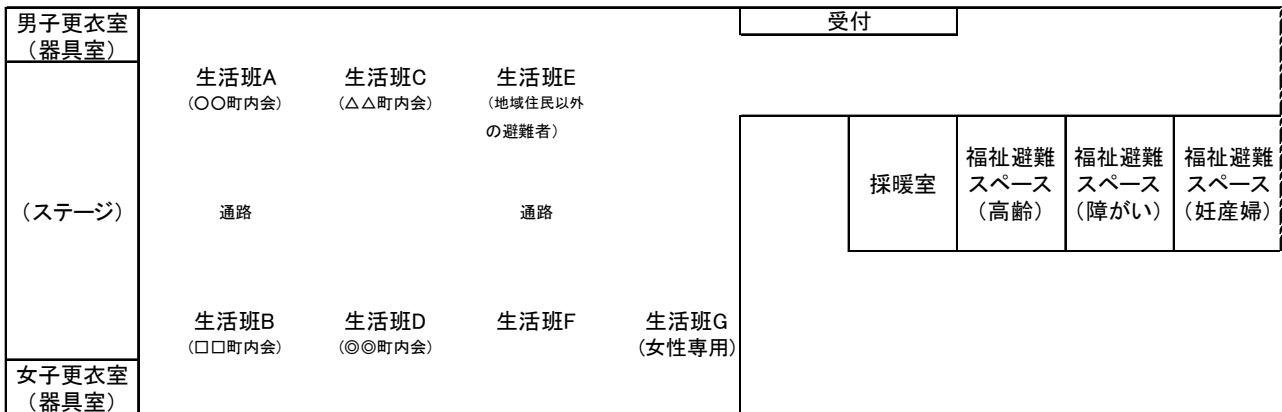 男子更衣室
（器具室）
受付
生活班A
（〇〇町内会）
生活班C
（△△町内会）
生活班E
（地域住民以外
の避難者）
（ステージ）
通路
通路
採暖室
福祉避難
スペース
（高齢）
福祉避難
スペース
（障がい）
福祉避難
スペース
（妊産婦）
生活班B
（□□町内会）
生活班D
（◎◎町内会）
生活班F
生活班G
（女性専用）
女子更衣室
（器具室）